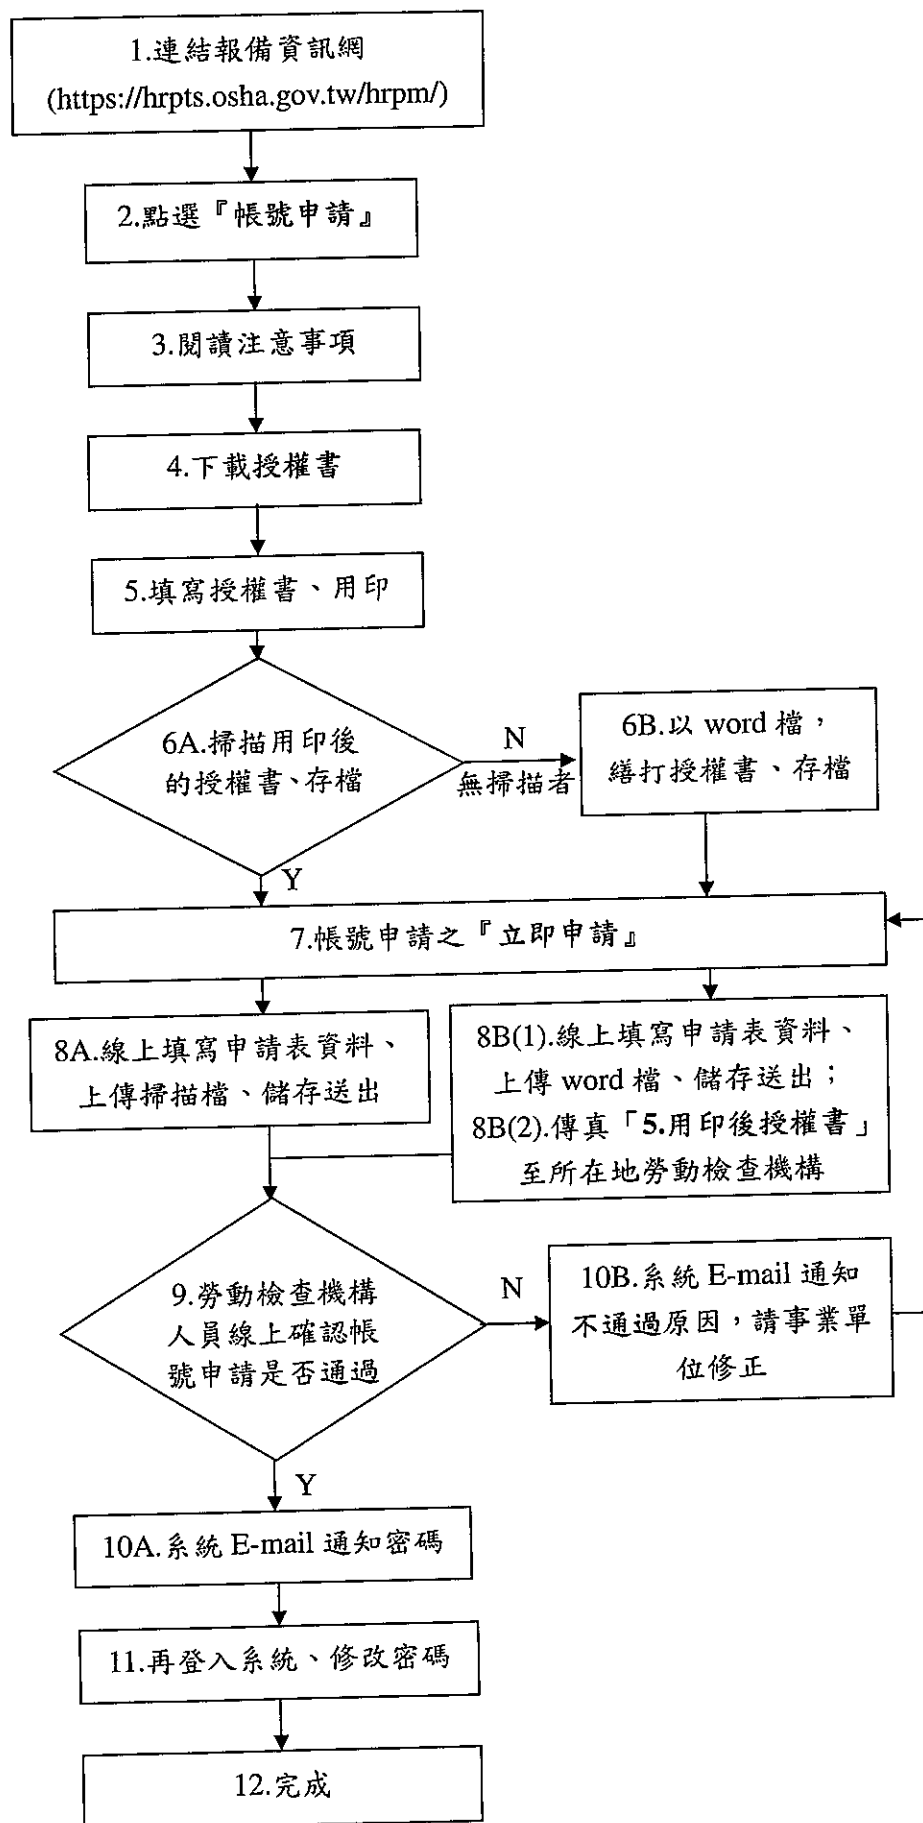 1.連結報備資訊網
(https://hrpts.osha.gov.tw/hrpm/)
2.點選『帳號申請』
3.閱讀注意事項
4.下載授權書
5.填寫授權書、用印
6A.掃描用印後
的授權書、存檔
N
無掃描者
6B.以 word 檔，
繕打授權書、存檔
Y
7.帳號申請之『立即申請』
8A.線上填寫申請表資料、
上傳掃描檔、儲存送出
8B(1).線上填寫申請表資料、
上傳 word 檔、儲存送出；
8B(2).傳真「5.用印後授權書」
至所在地勞動檢查機構
9.勞動檢查機構
人員線上確認帳
號申請是否通過
N
10B.系統 E-mail 通知
不通過原因，請事業單
位修正
Y
10A.系統 E-mail 通知密碼
11.再登入系統、修改密碼
12.完成